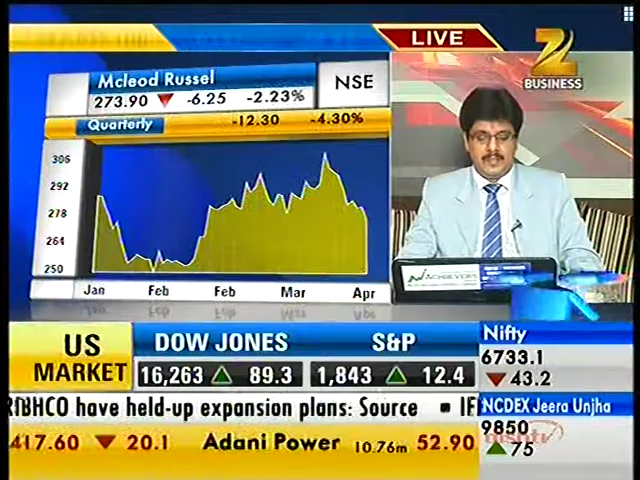 LIVE
Z
BUSINESS
Mcleod Russel
273.90 ▼ -6.25 -2.23%
NSE
Quarterly -12.30 -4.30%
306
292
278
264
250
Jan Feb Feb Mar Apr
ACHIEVERS
US
MARKET
DOW JONES
16,263 ▲ 89.3
S&P
1,843 ▲ 12.4
Nifty
6733.1
▼ 43.2
NCDEX Jeera Unjha
9850
▲ 75
RIBHCO have held-up expansion plans: Source ▪ IF
417.60 ▼ 20.1 Adani Power 10.76m 52.90